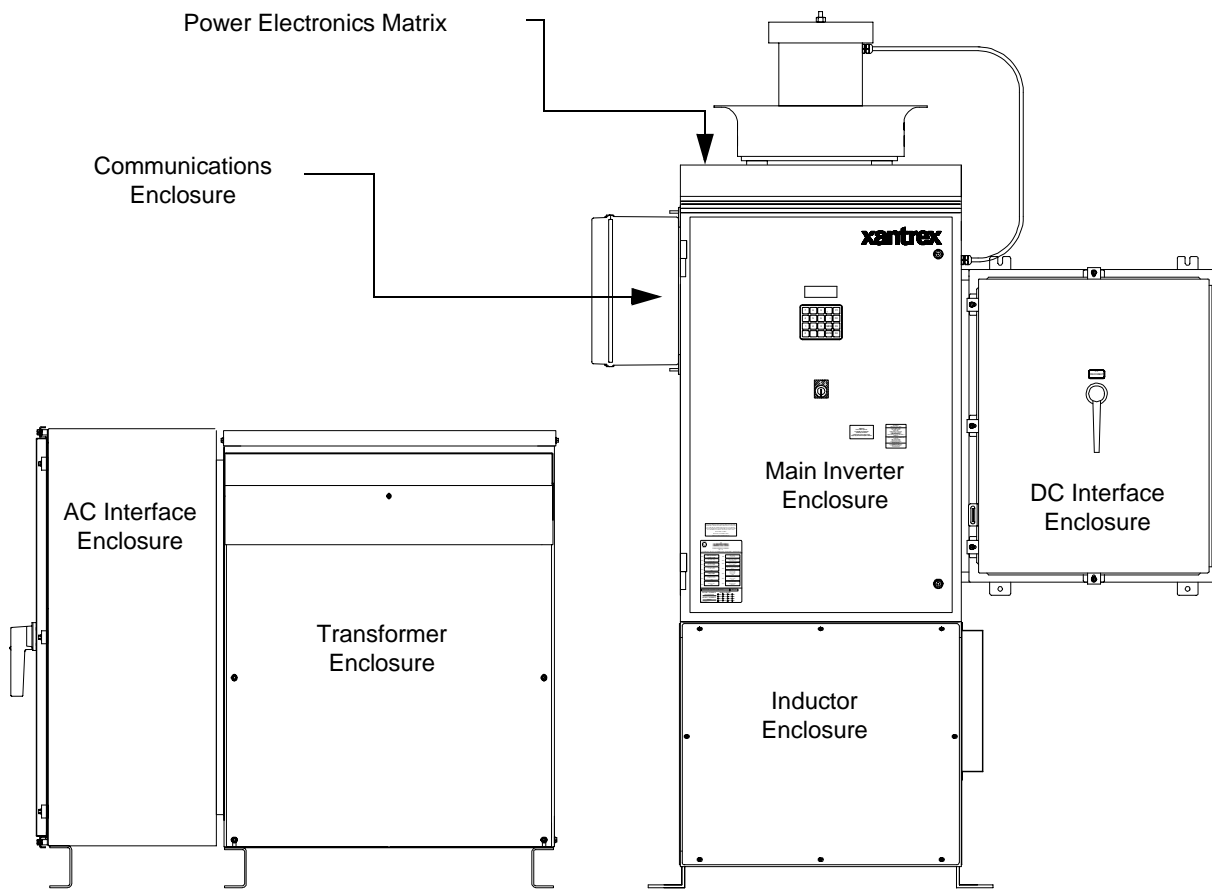 Power Electronics Matrix
Communications
Enclosure
xantrex
Main Inverter
Enclosure
DC Interface
Enclosure
AC Interface
Enclosure
Transformer
Enclosure
Inductor
Enclosure